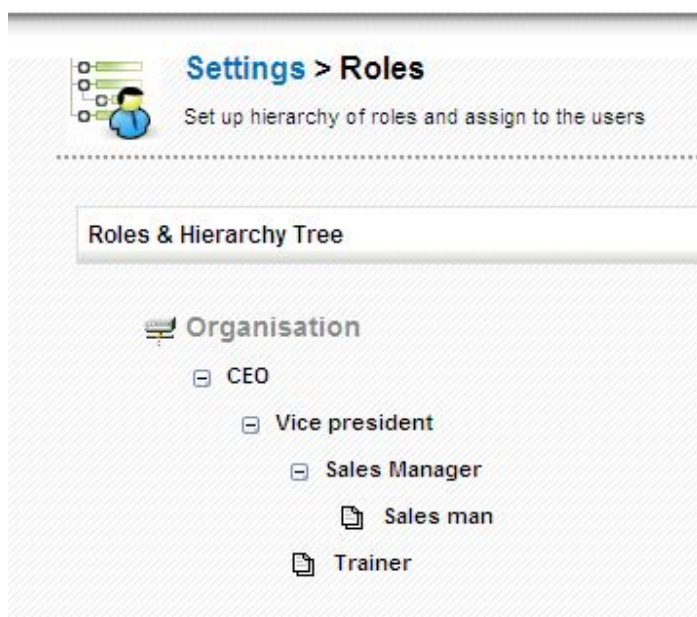 Settings > Roles
Set up hierarchy of roles and assign to the users
Roles & Hierarchy Tree
Organisation
CEO
Vice president
Sales Manager
Sales man
Trainer